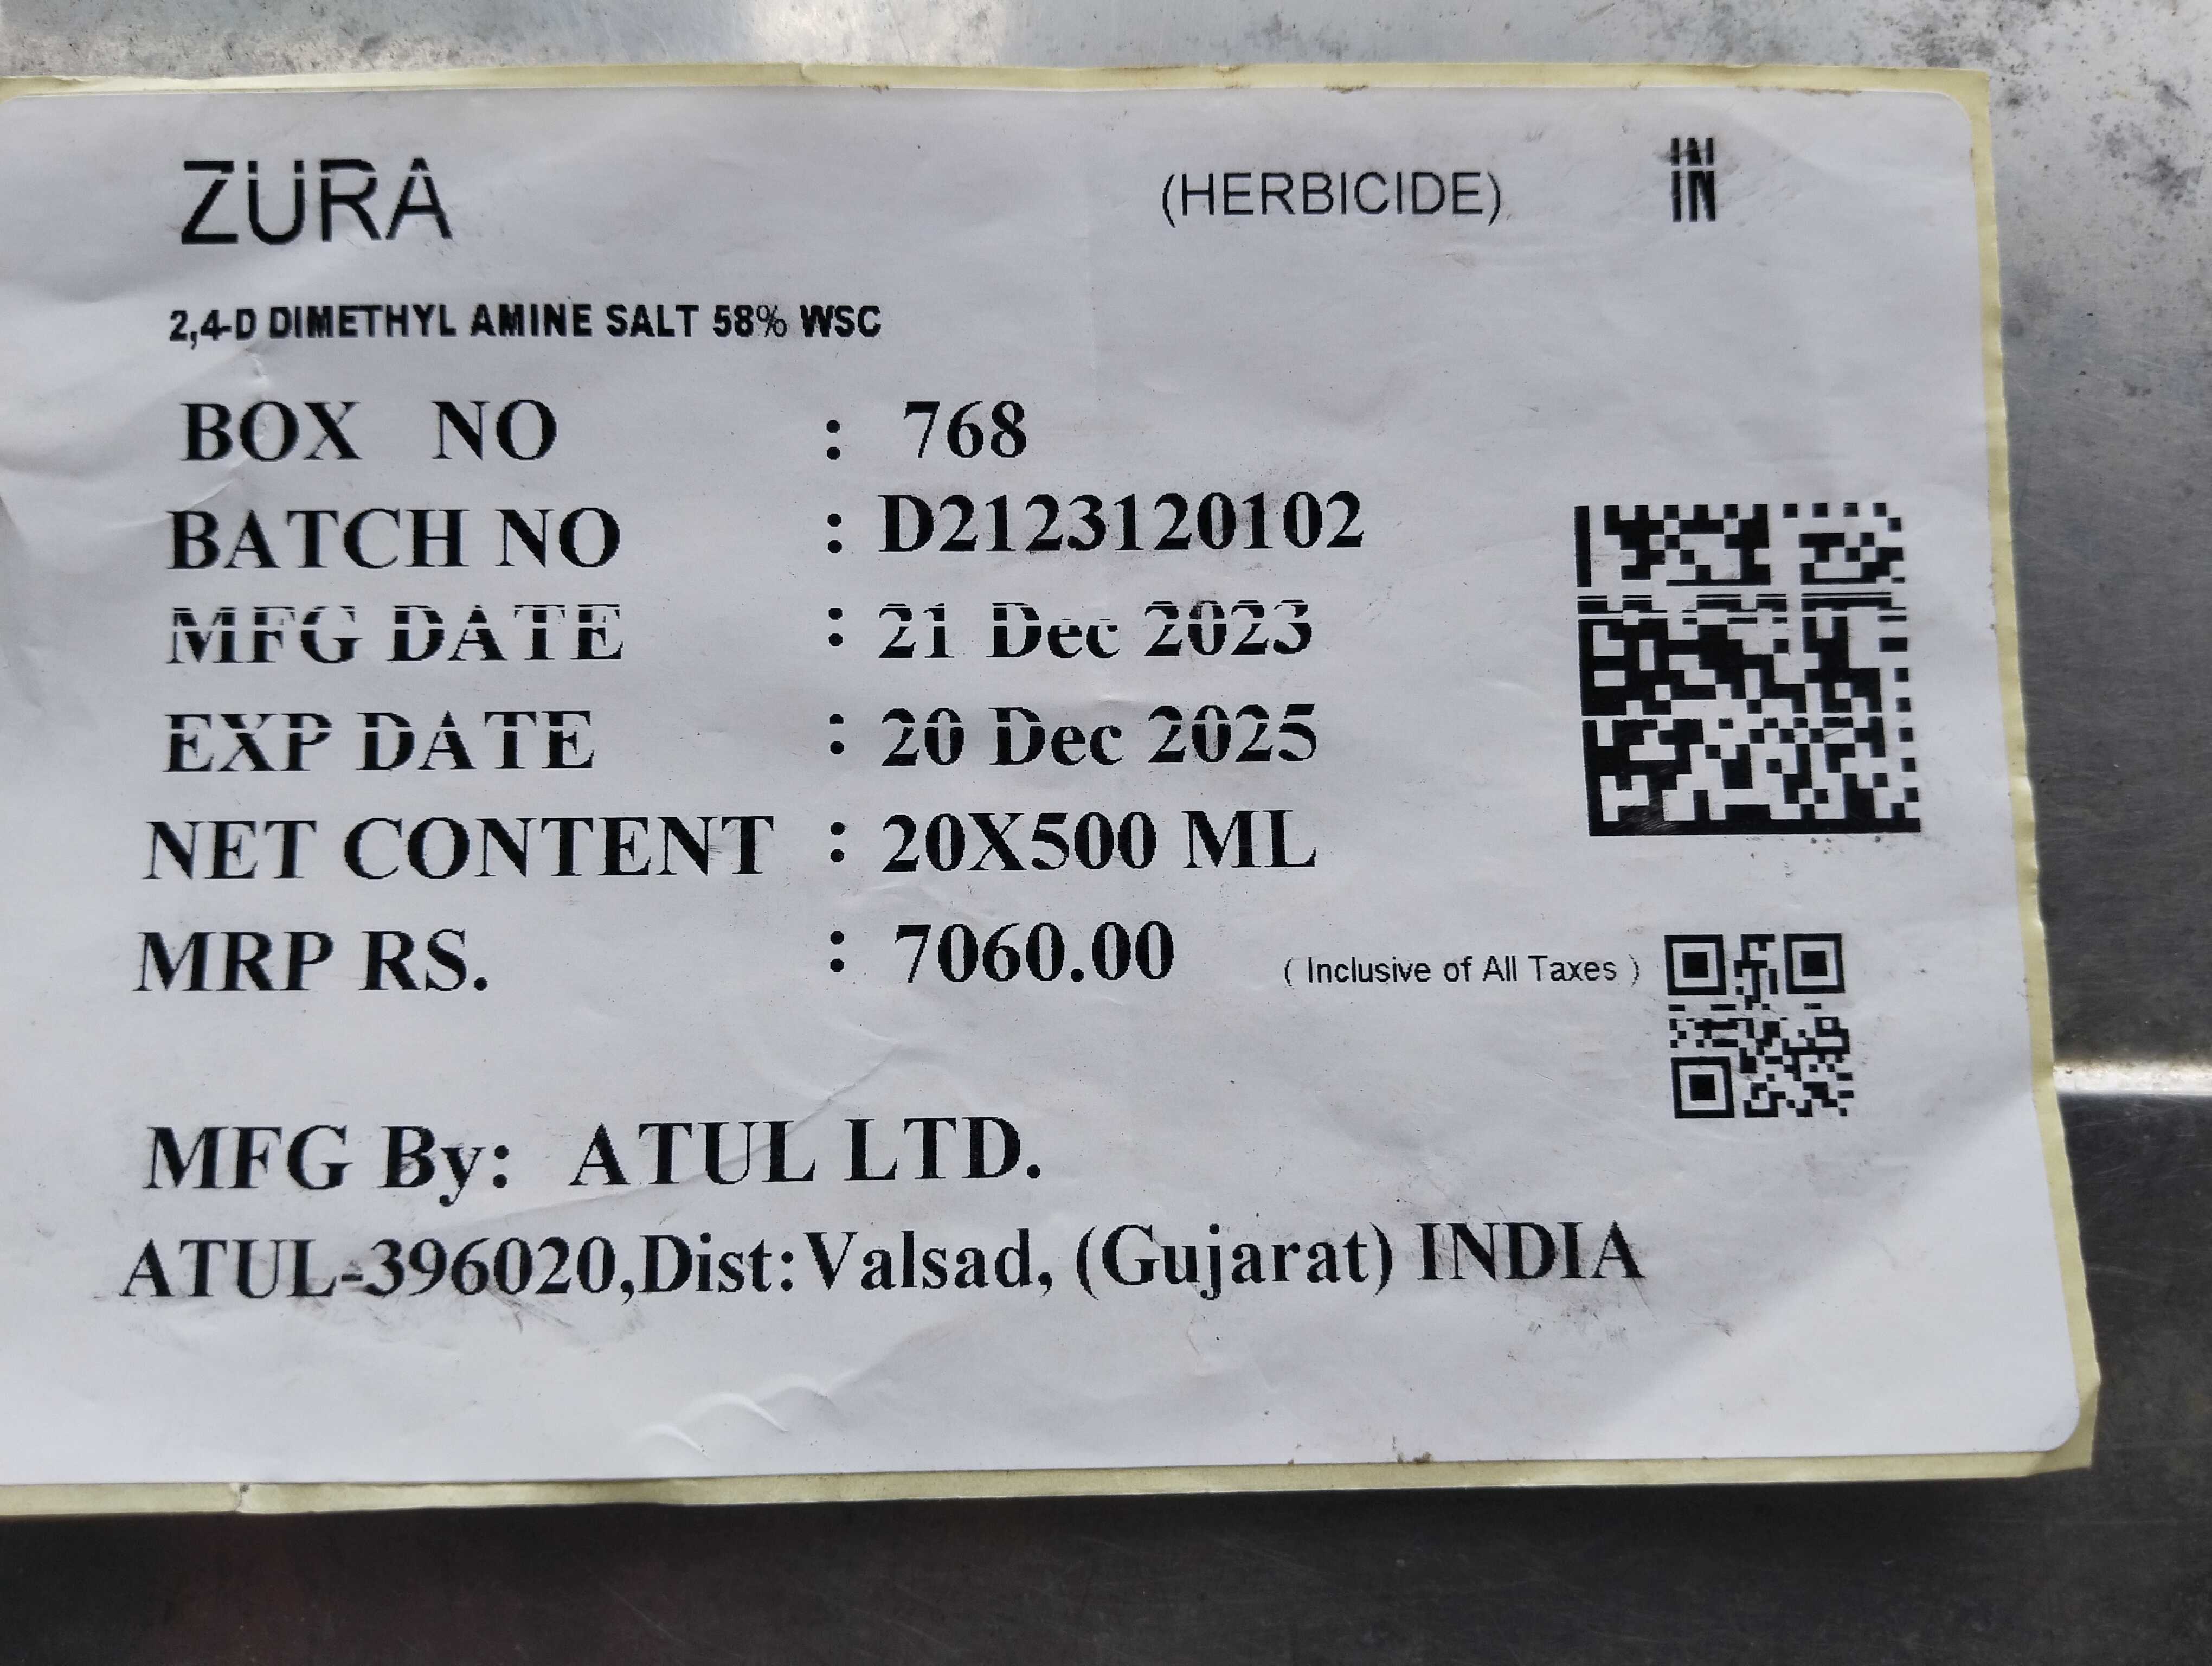 ZURA (HERBICIDE) IN
2,4-D DIMETHYL AMINE SALT 58% WSC
BOX NO : 768
BATCH NO : D2123120102
MFG DATE : 21 Dec 2023
EXP DATE : 20 Dec 2025
NET CONTENT : 20X500 ML
MRP RS. : 7060.00 ( Inclusive of All Taxes )
MFG By: ATUL LTD.
ATUL-396020,Dist:Valsad, (Gujarat) INDIA